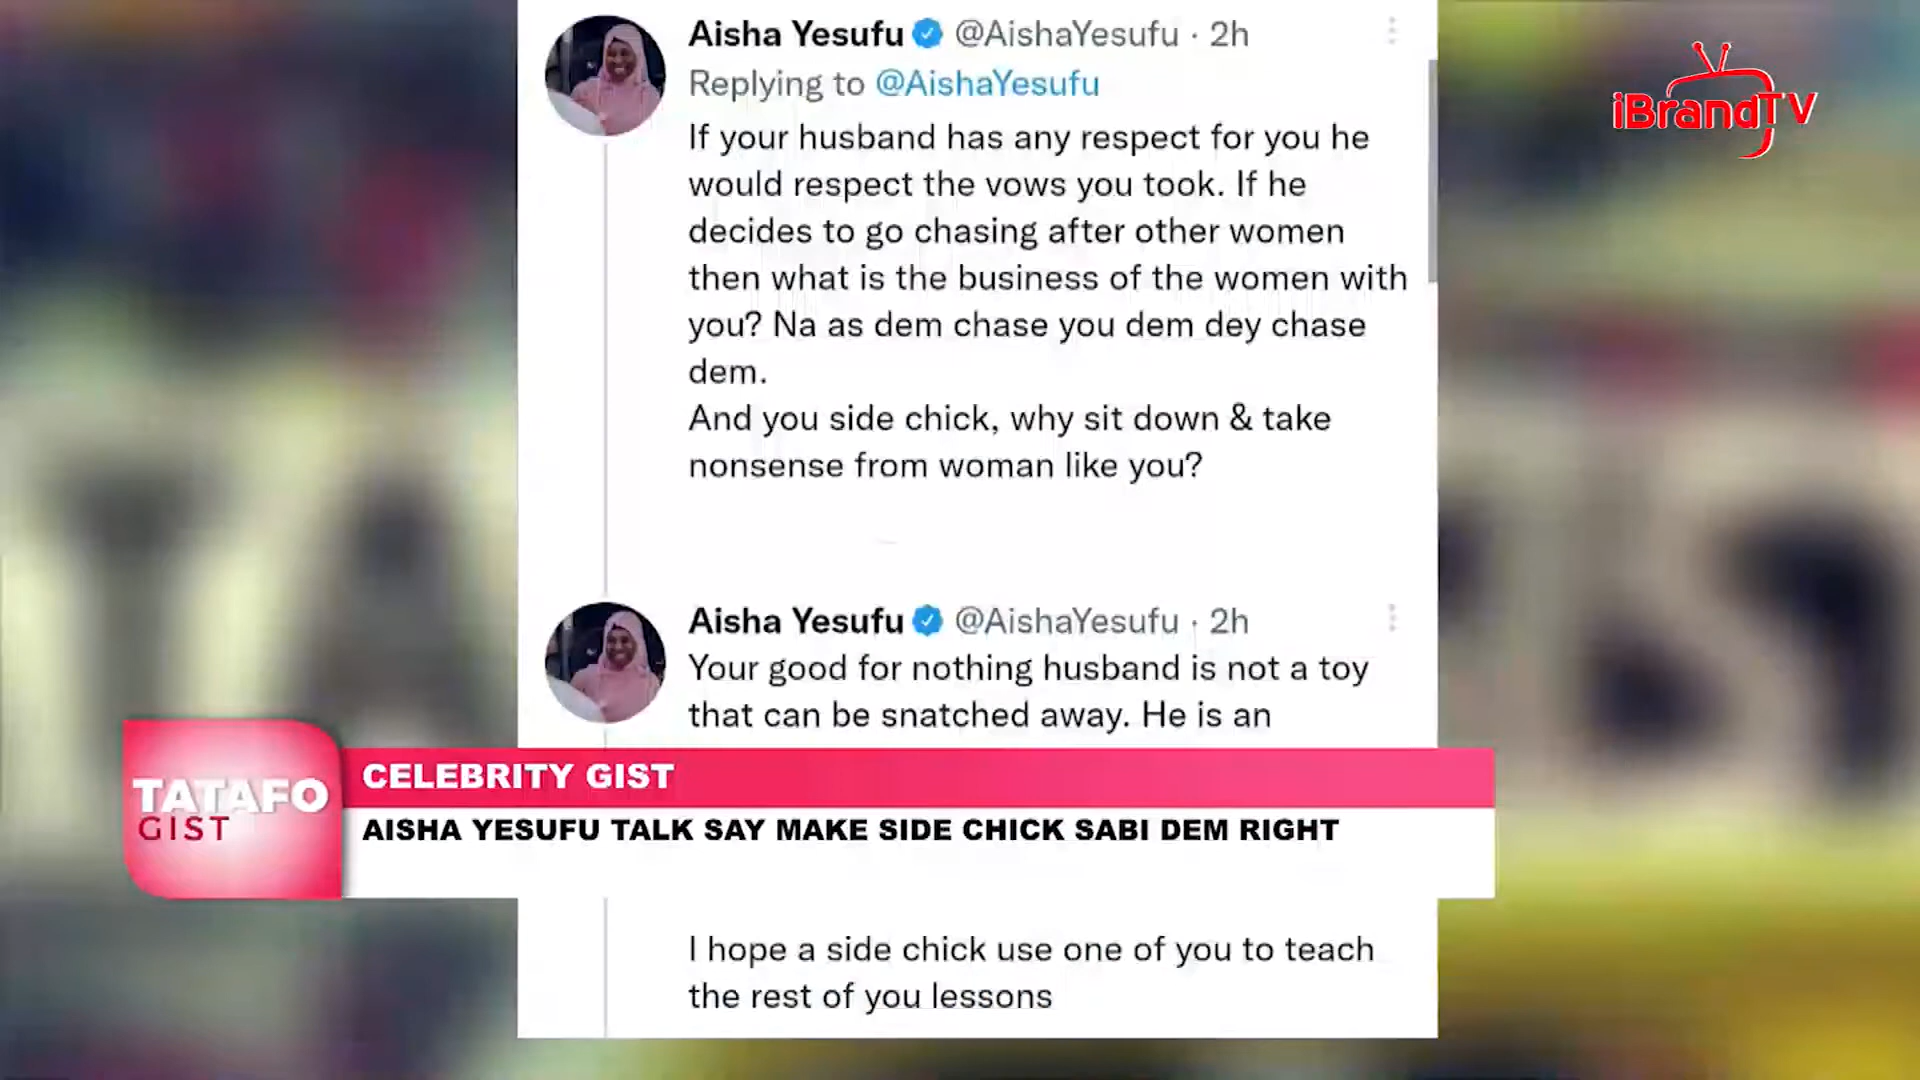 Aisha Yesufu @AishaYesufu · 2h
Replying to @AishaYesufu
If your husband has any respect for you he
would respect the vows you took. If he
decides to go chasing after other women
then what is the business of the women with
you? Na as dem chase you dem dey chase
dem.
And you side chick, why sit down & take
nonsense from woman like you?
Aisha Yesufu @AishaYesufu · 2h
Your good for nothing husband is not a toy
that can be snatched away. He is an
I hope a side chick use one of you to teach
the rest of you lessons
iBrandTV
TATAFO
GIST
CELEBRITY GIST
AISHA YESUFU TALK SAY MAKE SIDE CHICK SABI DEM RIGHT